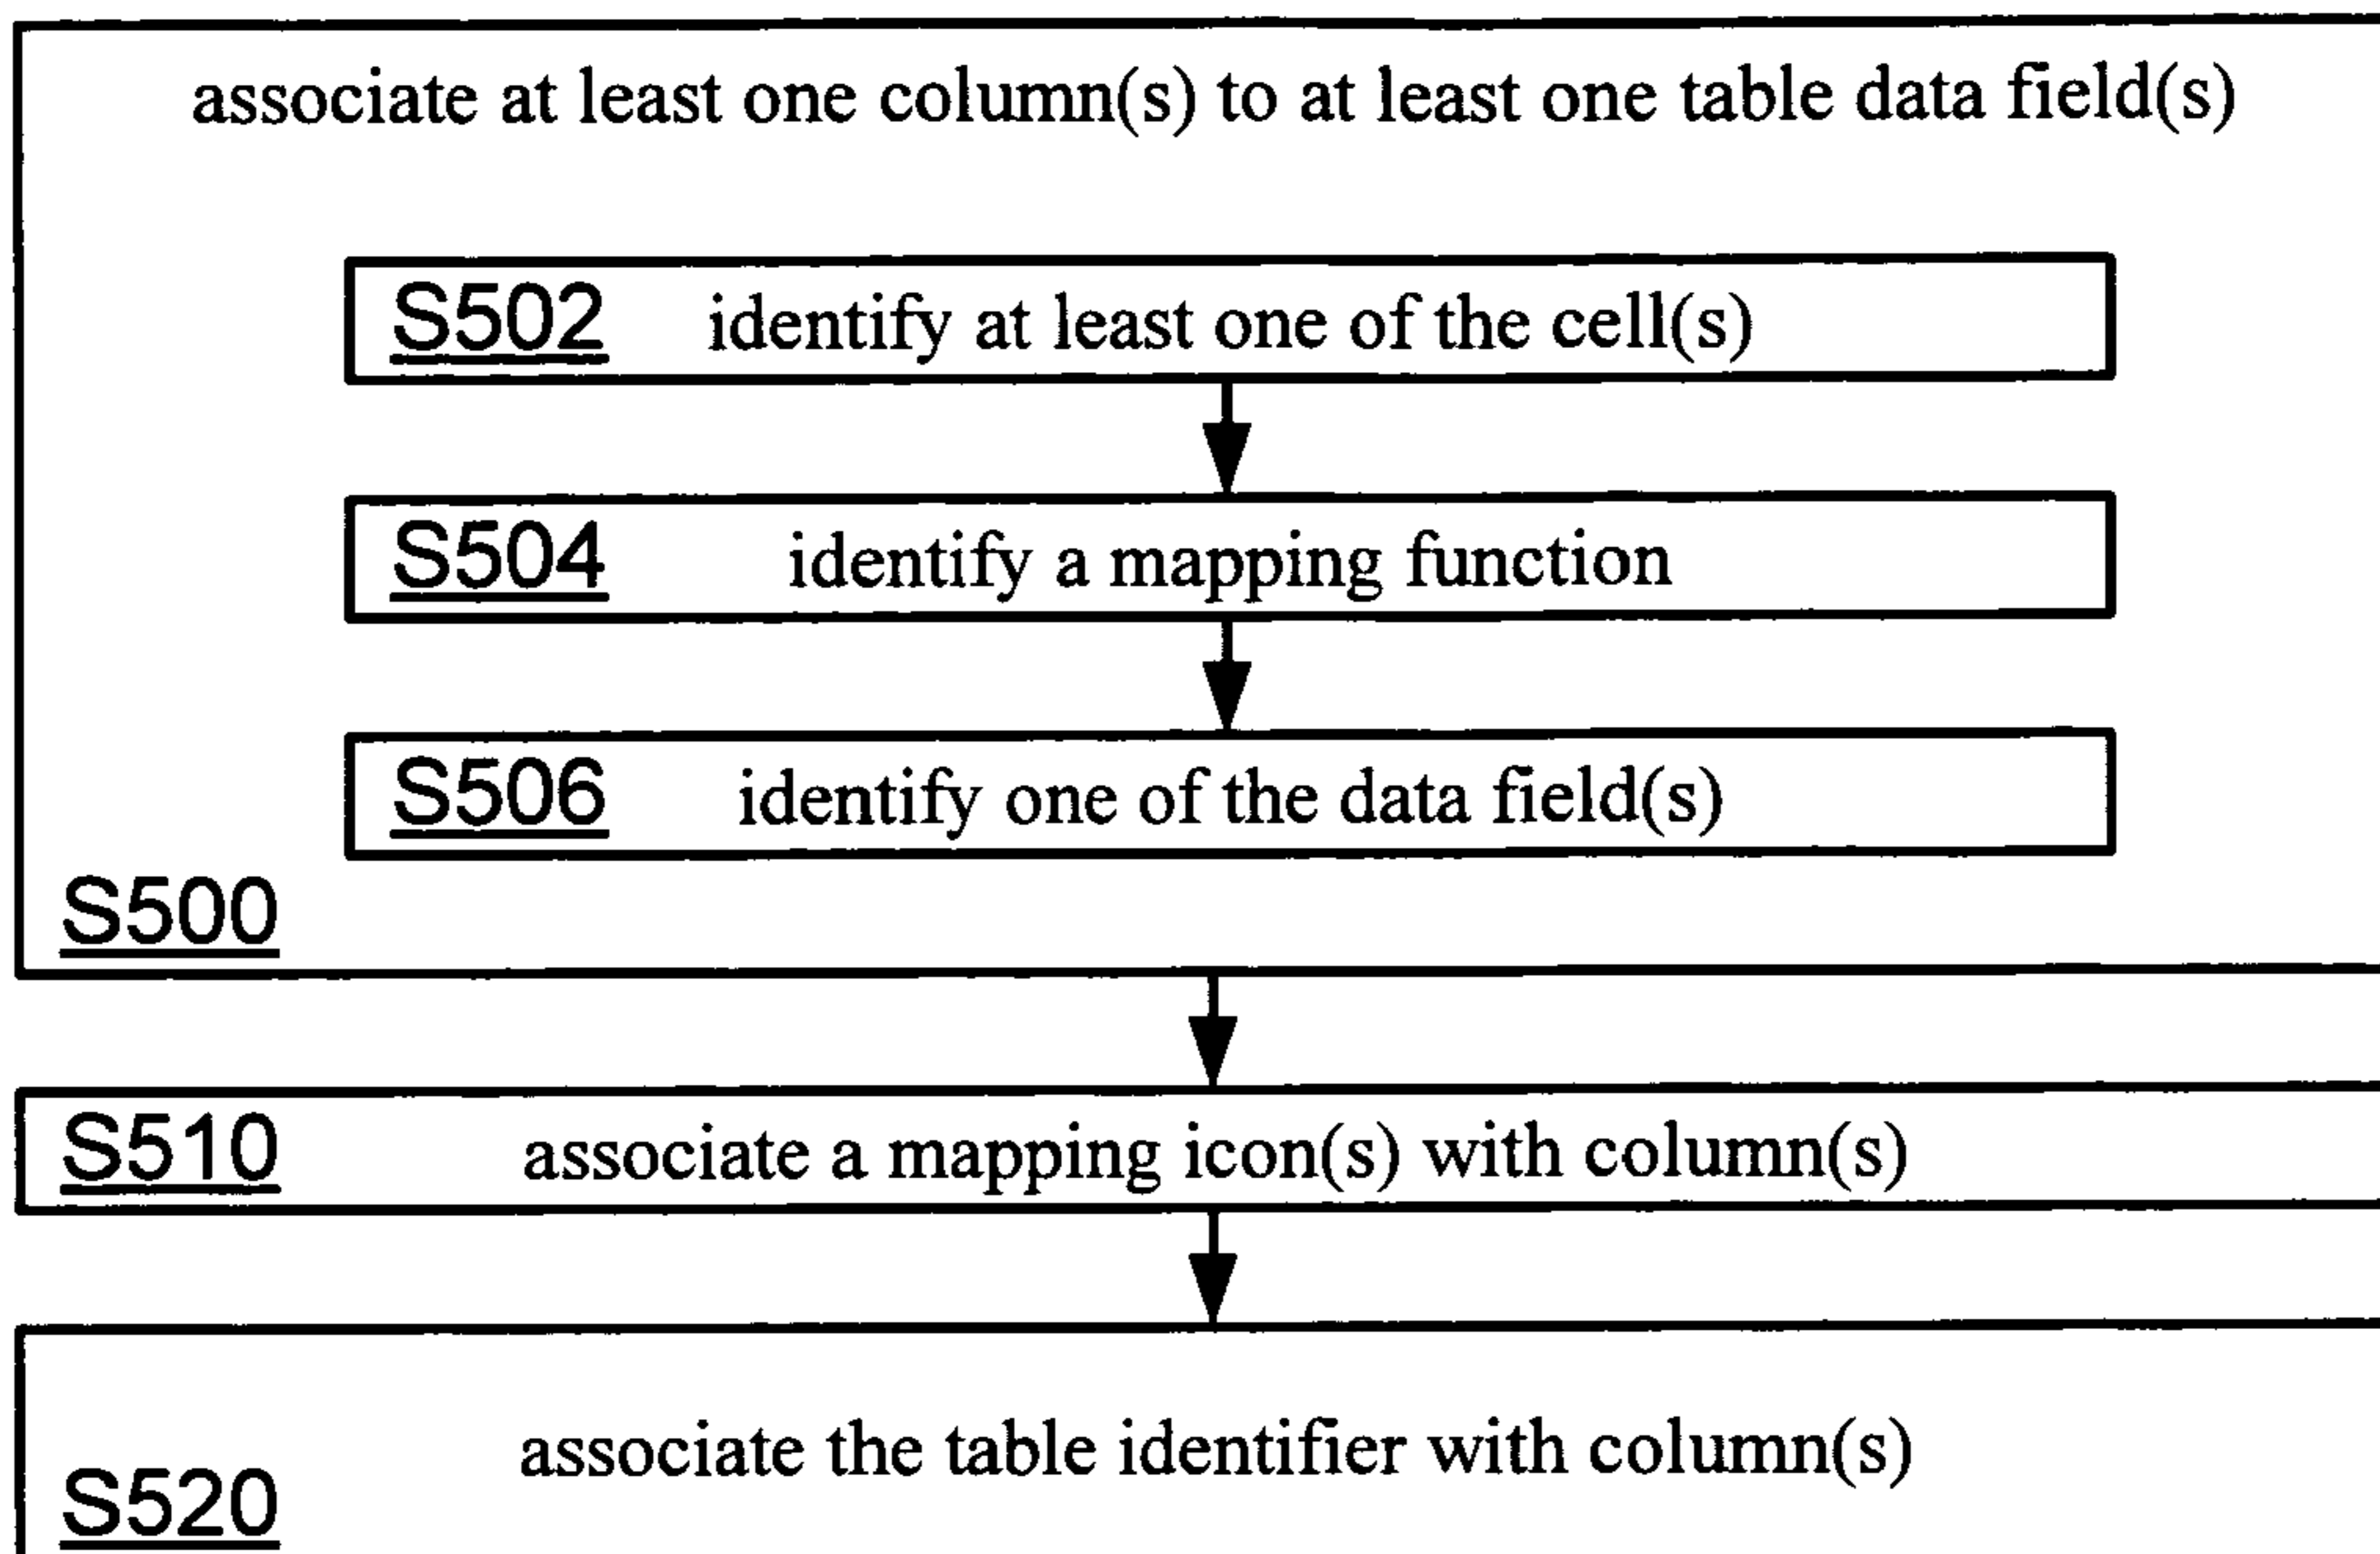 associate at least one column(s) to at least one table data field(s)
S502 identify at least one of the cell(s)
S504 identify a mapping function
S506 identify one of the data field(s)
S500
S510 associate a mapping icon(s) with column(s)
associate the table identifier with column(s)
S520